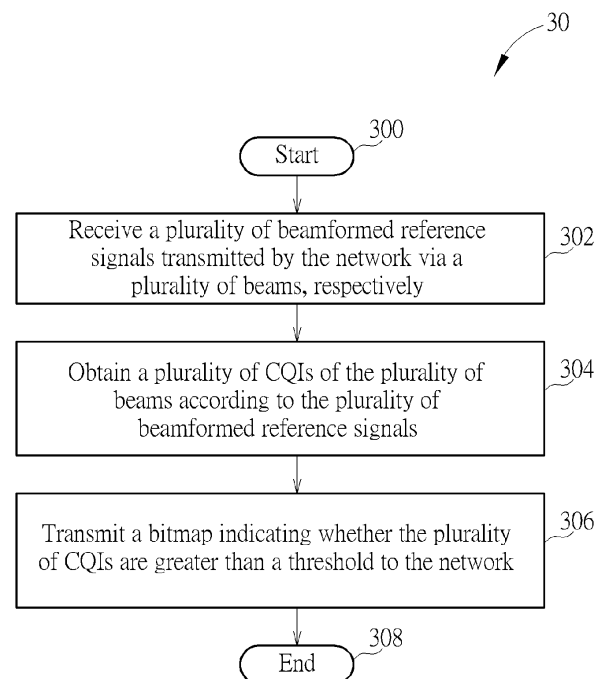 30
300
Start
Receive a plurality of beamformed reference
signals transmitted by the network via a
plurality of beams, respectively
302
Obtain a plurality of CQIs of the plurality of
beams according to the plurality of
beamformed reference signals
304
Transmit a bitmap indicating whether the plurality
of CQIs are greater than a threshold to the network
306
308
End